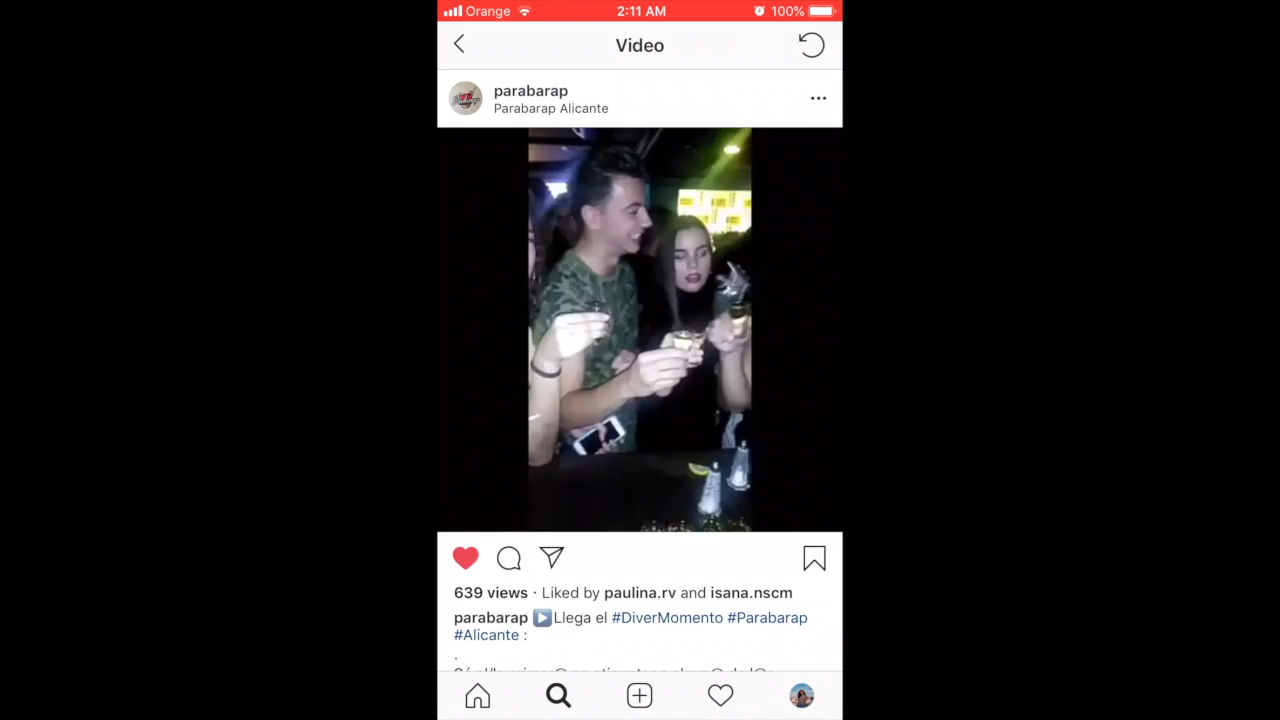 Orange 2:11 AM 100%
Video
parabarap
Parabarap Alicante
639 views · Liked by paulina.rv and isana.nscm
parabarap ▶️Llega el #DiverMomento #Parabarap
#Alicante :
.